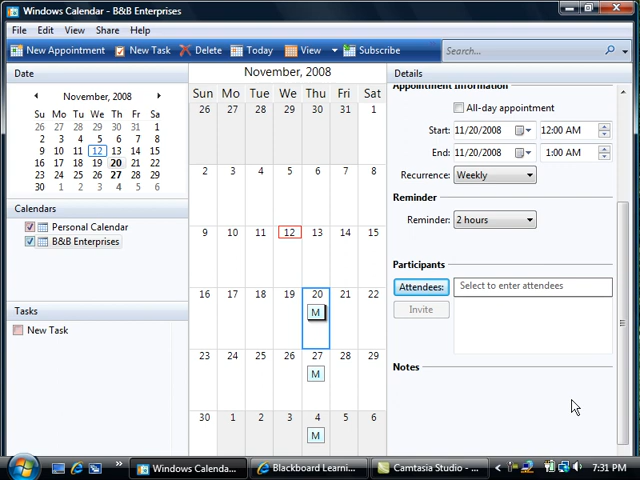 Windows Calendar - B&B Enterprises
File Edit View Share Help
New Appointment New Task Delete Today View Subscribe Search...
Date
November, 2008
Su Mo Tu We Th Fr Sa
26 27 28 29 30 31 1
2 3 4 5 6 7 8
9 10 11 12 13 14 15
16 17 18 19 20 21 22
23 24 25 26 27 28 29
30 1 2 3 4 5 6
Calendars
Personal Calendar
B&B Enterprises
Tasks
New Task
November, 2008
Sun Mo Tue We Thu Fri Sat
26 27 28 29 30 31 1
2 3 4 5 6 7 8
9 10 11 12 13 14 15
16 17 18 19 20 21 22
M
23 24 25 26 27 28 29
M
30 1 2 3 4 5 6
M
Details
Appointment Information
All-day appointment
Start: 11/20/2008 12:00 AM
End: 11/20/2008 1:00 AM
Recurrence: Weekly
Reminder
Reminder: 2 hours
Participants
Attendees: Select to enter attendees
Invite
Notes
Windows Calenda... Blackboard Learni... Camtasia Studio - ... 7:31 PM